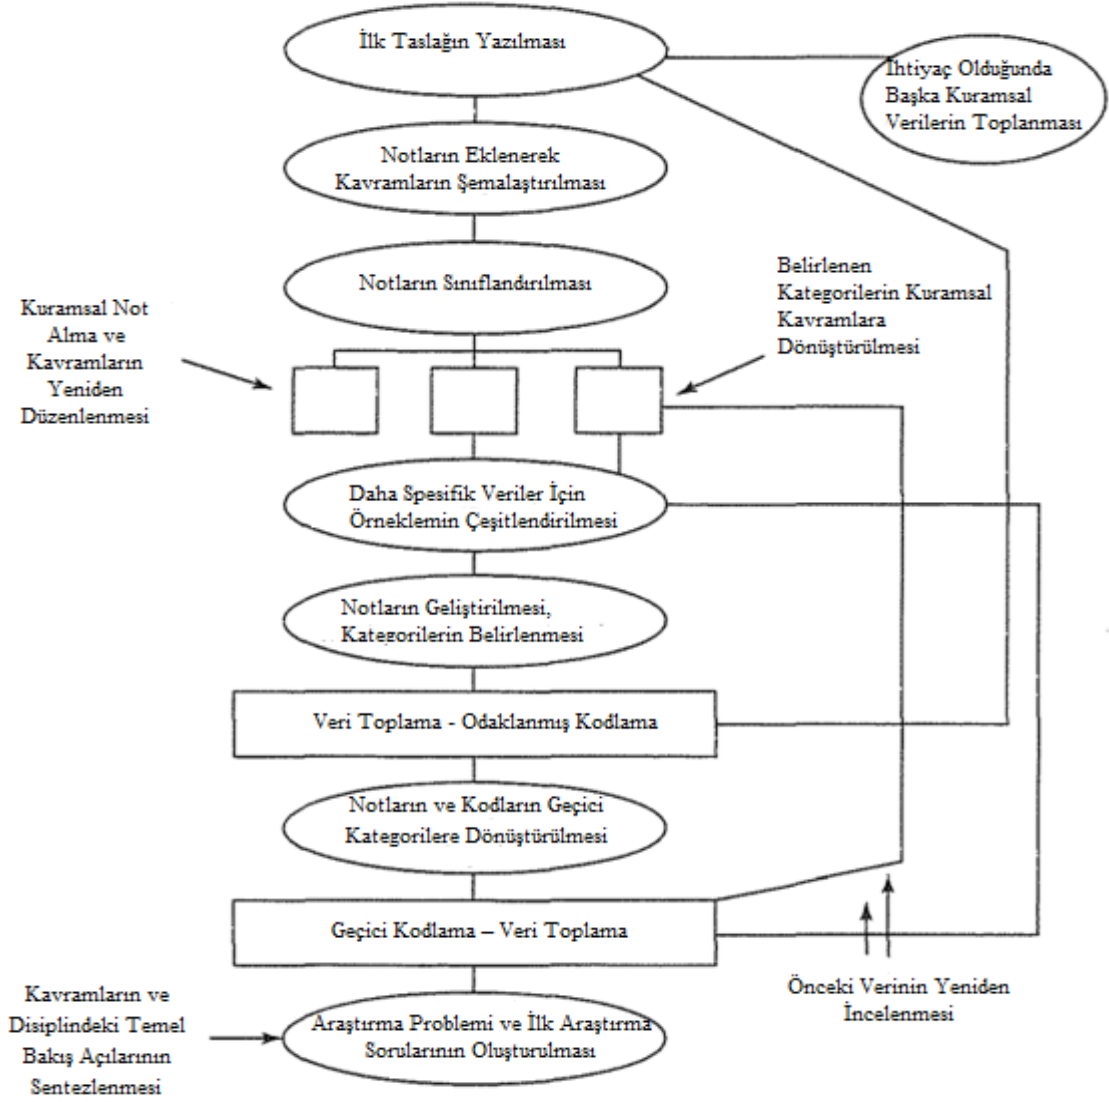 İlk Taslağın Yazılması
İhtiyaç Olduğunda
Başka Kuramsal
Verilerin Toplanması
Notların Eklenerek
Kavramların Şemalaştırılması
Notların Sınıflandırılması
Belirlenen
Kategorilerin Kuramsal
Kavramlara
Dönüştürülmesi
Kuramsal Not
Alma ve
Kavramların
Yeniden
Düzenlenmesi
Daha Spesifik Veriler İçin
Örneklemin Çeşitlendirilmesi
Notların Geliştirilmesi,
Kategorilerin Belirlenmesi
Veri Toplama - Odaklanmış Kodlama
Notların ve Kodların Geçici
Kategorilere Dönüştürülmesi
Geçici Kodlama – Veri Toplama
Önceki Verinin Yeniden
İncelenmesi
Kavramların ve
Disiplindeki Temel
Bakış Açılarının
Sentezlenmesi
Araştırma Problemi ve İlk Araştırma
Sorularının Oluşturulması